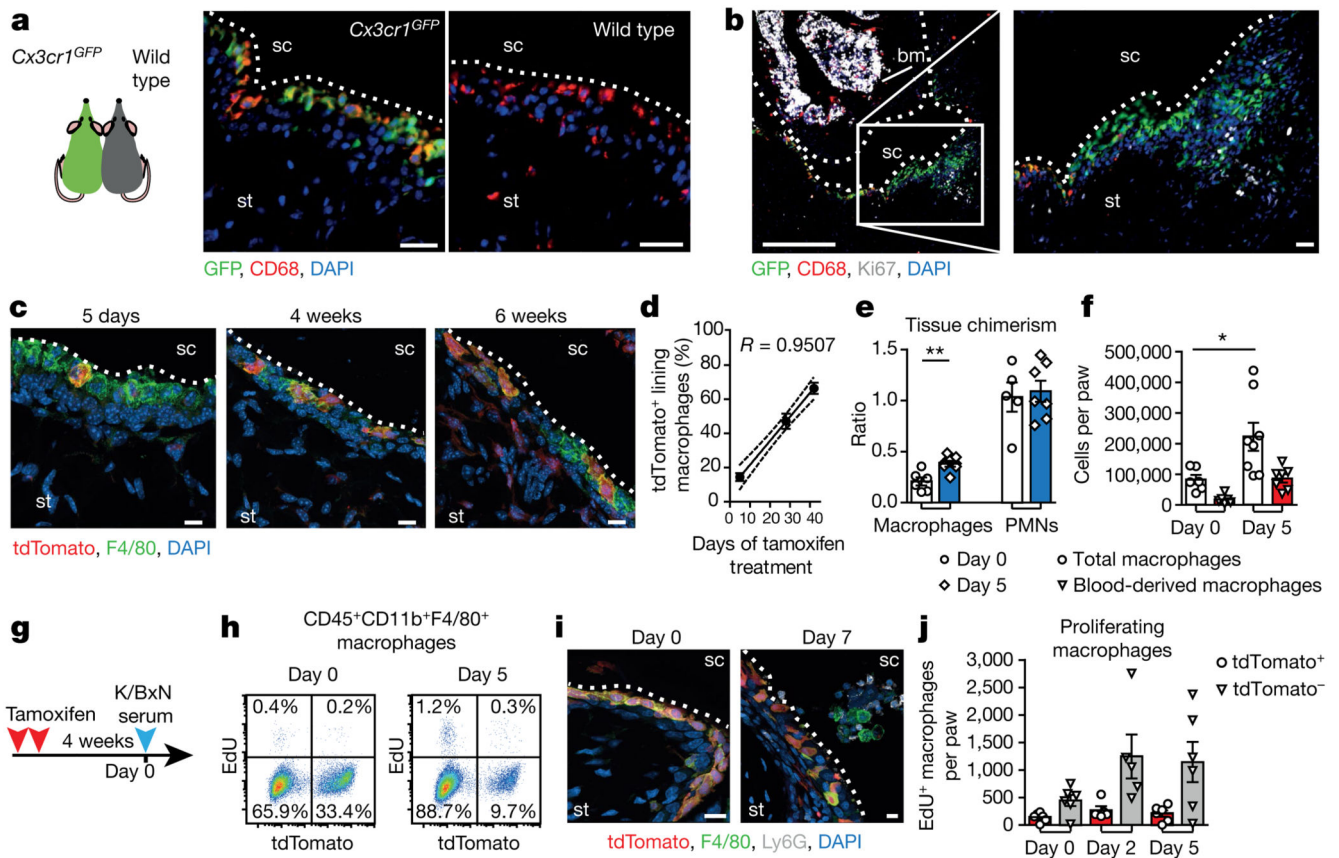 a
Cx3cr1GFP
Wild type
Cx3cr1GFP
sc
st
Wild type
sc
st
GFP, CD68, DAPI
b
bm
sc
sc
st
GFP, CD68, Ki67, DAPI
c
5 days
4 weeks
6 weeks
sc
st
sc
sc
tdTomato, F4/80, DAPI
d
tdTomato+ lining
macrophages (%)
100
80
60
40
20
0
R = 0.9507
0 10 20 30 40
Days of tamoxifen
treatment
e
Tissue chimerism
Ratio
1.5
1.0
0.5
0.0
**
Macrophages PMNs
Day 0
Day 5
f
Cells per paw
500,000
400,000
300,000
200,000
100,000
0
*
Day 0 Day 5
Total macrophages
Blood-derived macrophages
g
Tamoxifen
4 weeks
K/BxN
serum
Day 0
h
CD45+CD11b+F4/80+
macrophages
Day 0
EdU
0.4% 0.2%
65.9% 33.4%
tdTomato
Day 5
EdU
1.2% 0.3%
88.7% 9.7%
tdTomato
i
Day 0
Day 7
sc
st
sc
tdTomato, F4/80, Ly6G, DAPI
j
Proliferating
macrophages
EdU+ macrophages
per paw
3,000
2,500
2,000
1,500
1,000
500
0
Day 0 Day 2 Day 5
tdTomato+
tdTomato−